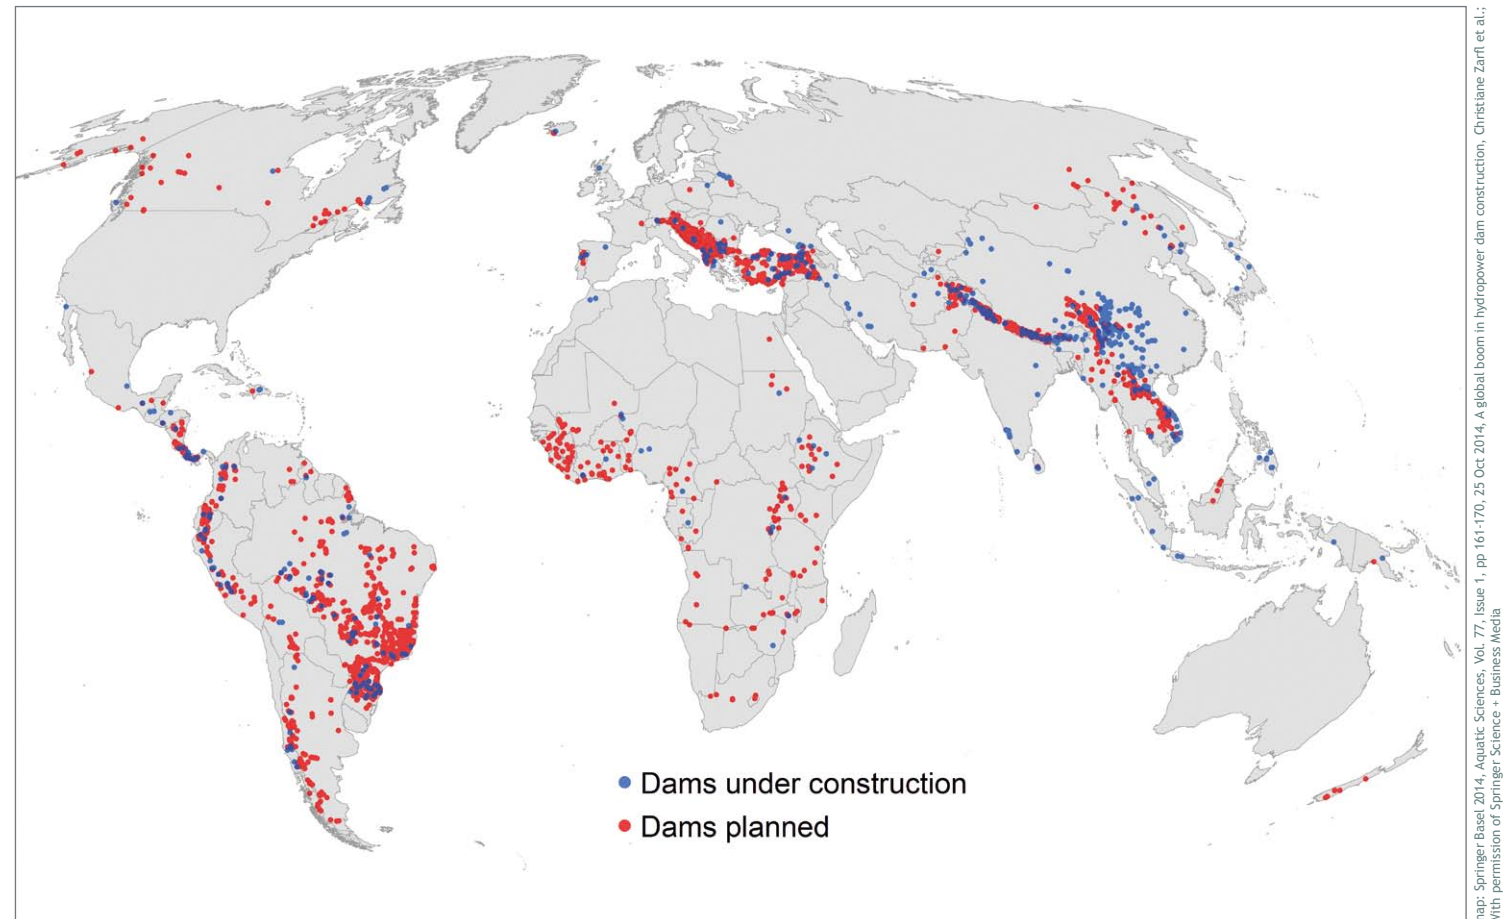 Dams under construction
Dams planned
map: Springer Basel 2014, Aquatic Sciences, Vol. 77, Issue 1, pp 161-170, 25 Oct 2014, A global boom in hydropower dam construction, Christiane Zarfl et al.;
With permission of Springer Science + Business Media